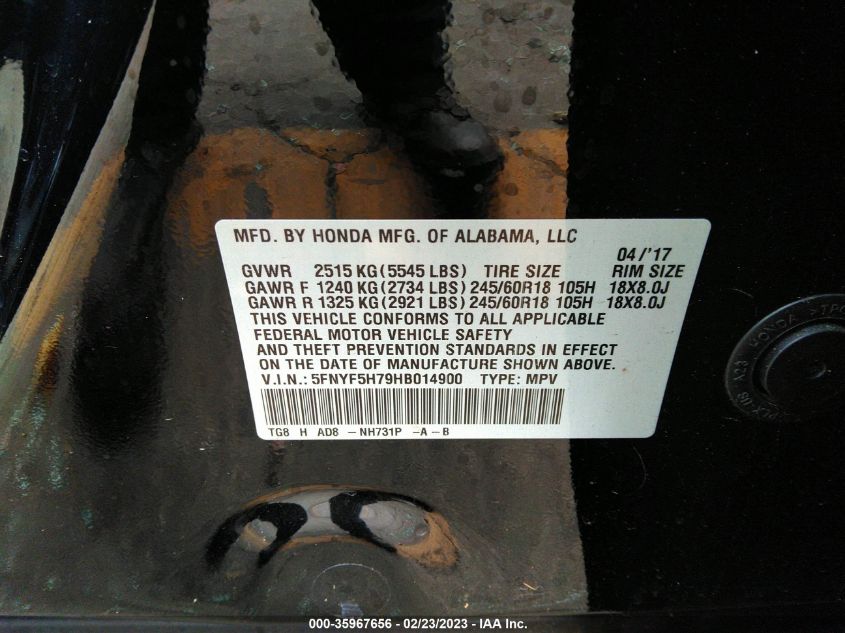 MFD. BY HONDA MFG. OF ALABAMA, LLC
04/'17
GVWR 2515 KG(5545 LBS) TIRE SIZE RIM SIZE
GAWR F 1240 KG(2734 LBS) 245/60R18 105H 18X8.0J
GAWR R 1325 KG(2921 LBS) 245/60R18 105H 18X8.0J
THIS VEHICLE CONFORMS TO ALL APPLICABLE
FEDERAL MOTOR VEHICLE SAFETY
AND THEFT PREVENTION STANDARDS IN EFFECT
ON THE DATE OF MANUFACTURE SHOWN ABOVE.
V.I.N.: 5FNYF5H79HB014900 TYPE: MPV
TG8 H AD8 -NH731P -A-B
X23 HONDA
000-35967656 - 02/23/2023 - IAA Inc.